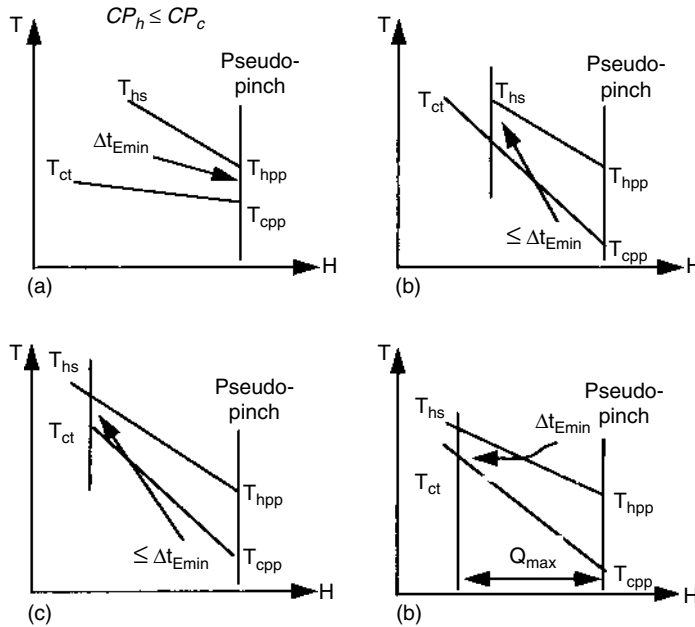 CP_h ≤ CP_c
T
Pseudo-
pinch
T_hs
Δt_Emin
T_hpp
T_ct
T_cpp
H
(a)
T
Pseudo-
pinch
T_ct
T_hs
T_hpp
≤ Δt_Emin
T_cpp
H
(b)
T
T_hs
Pseudo-
pinch
T_ct
T_hpp
≤ Δt_Emin
T_cpp
H
(c)
T
Pseudo-
pinch
T_hs
Δt_Emin
T_ct
T_hpp
Q_max
T_cpp
H
(b)